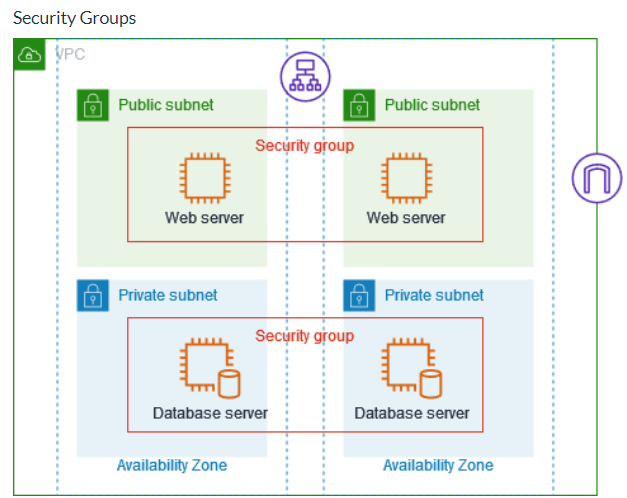 Security Groups
VPC
Public subnet
Public subnet
Security group
Web server
Web server
Private subnet
Private subnet
Security group
Database server
Database server
Availability Zone
Availability Zone